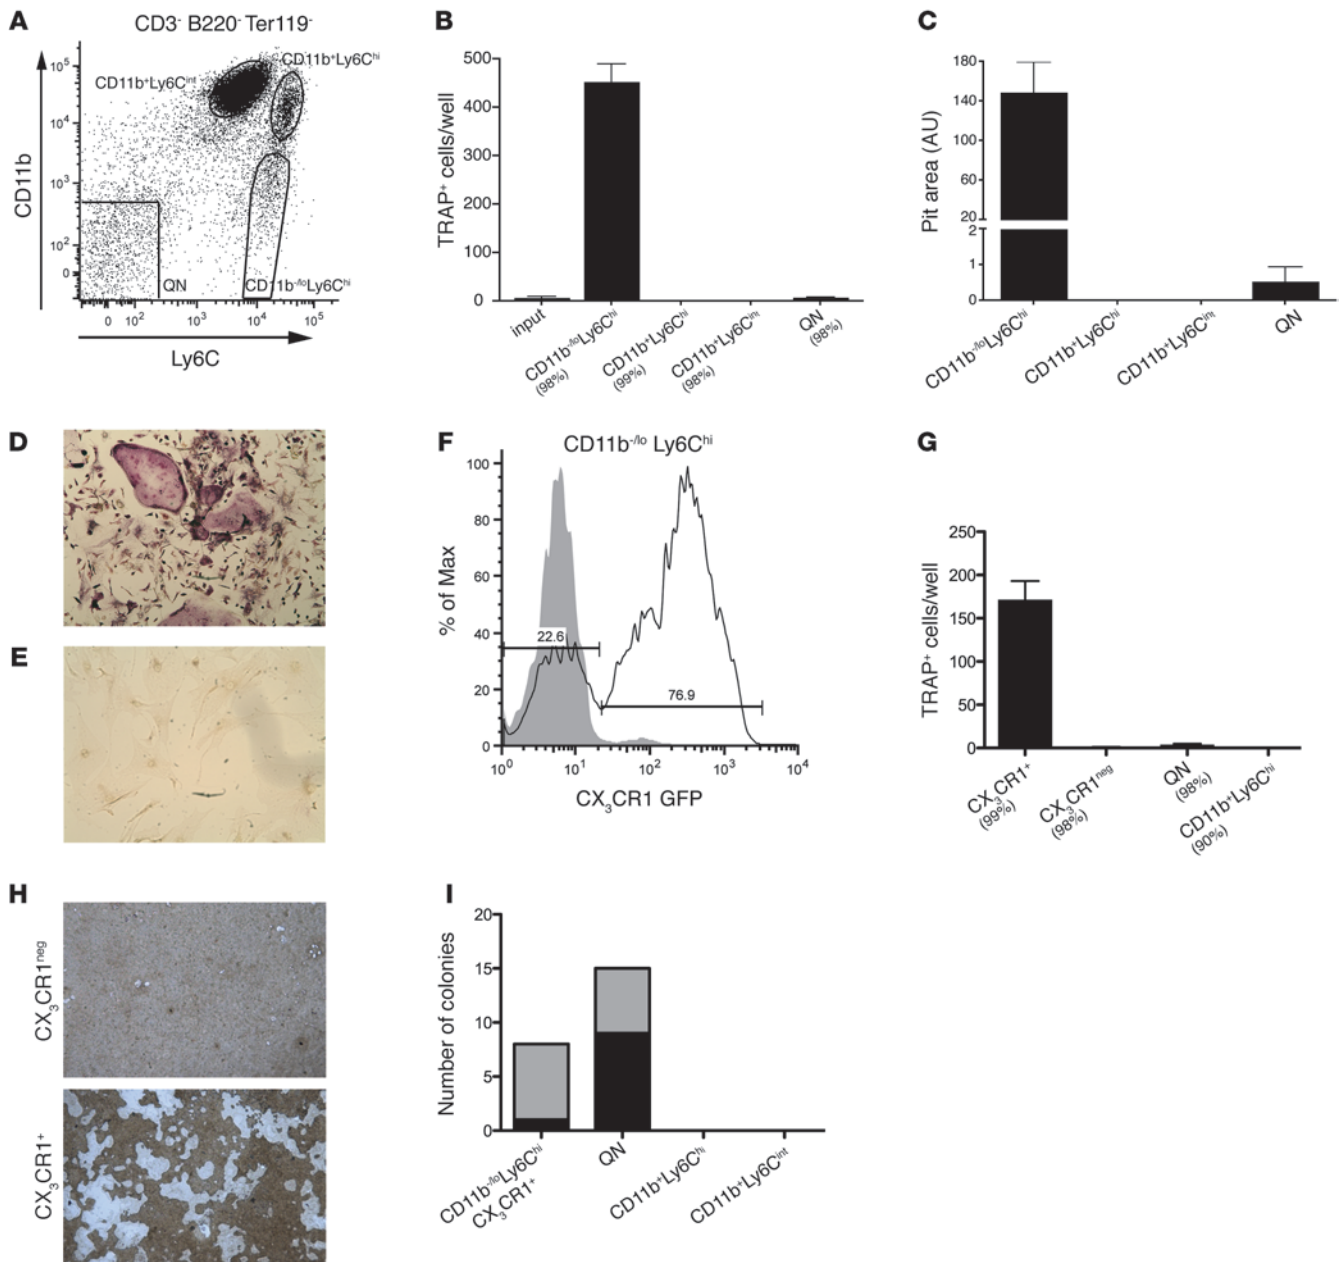 A
CD3⁻ B220⁻ Ter119⁻
CD11b⁺Ly6Cʰⁱ
CD11b⁺Ly6Cⁱⁿᵗ
10⁵
10⁴
10³
10²
0
CD11b
QN
CD11b⁻/ˡᵒLy6Cʰⁱ
0 10² 10³ 10⁴ 10⁵
Ly6C
B
TRAP⁺ cells/well
500
400
300
200
100
0
input
CD11b⁻/ˡᵒLy6Cʰⁱ
(98%)
CD11b⁺Ly6Cʰⁱ
(99%)
CD11b⁺Ly6Cⁱⁿᵗ
(98%)
QN
(98%)
C
Pit area (AU)
180
140
100
60
20
2
1
0
CD11b⁻/ˡᵒLy6Cʰⁱ
CD11b⁺Ly6Cʰⁱ
CD11b⁺Ly6Cⁱⁿᵗ
QN
D
E
F
CD11b⁻/ˡᵒ Ly6Cʰⁱ
% of Max
100
80
60
40
20
0
22.6
76.9
10⁰ 10¹ 10² 10³ 10⁴
CX₃CR1 GFP
G
TRAP⁺ cells/well
250
200
150
100
50
0
CX₃CR1⁺
(99%)
CX₃CR1ⁿᵉᵍ
(98%)
QN
(98%)
CD11b⁺Ly6Cʰⁱ
(90%)
H
CX₃CR1ⁿᵉᵍ
CX₃CR1⁺
I
Number of colonies
20
15
10
5
0
CD11b⁻/ˡᵒLy6Cʰⁱ
CX₃CR1⁺
QN
CD11b⁺Ly6Cʰⁱ
CD11b⁺Ly6Cⁱⁿᵗ